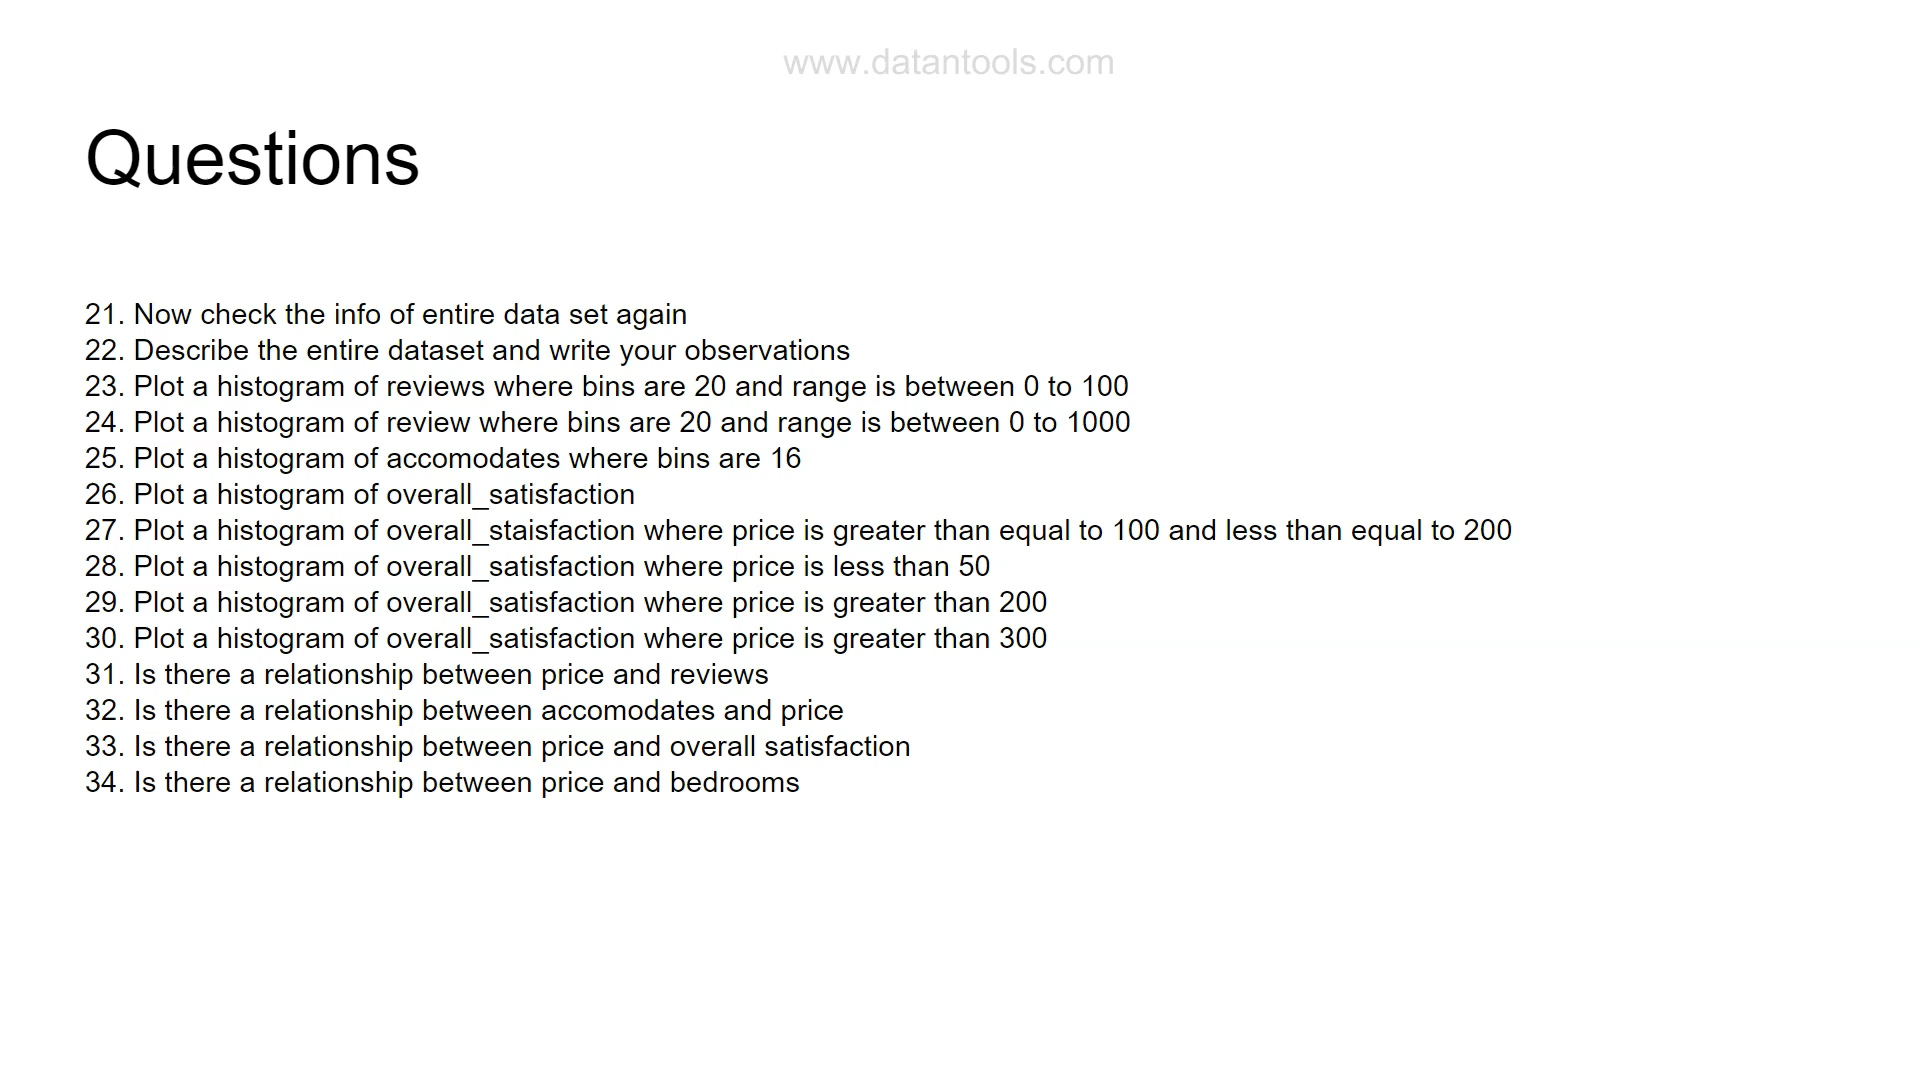 www.datantools.com
Questions
21. Now check the info of entire data set again
22. Describe the entire dataset and write your observations
23. Plot a histogram of reviews where bins are 20 and range is between 0 to 100
24. Plot a histogram of review where bins are 20 and range is between 0 to 1000
25. Plot a histogram of accomodates where bins are 16
26. Plot a histogram of overall_satisfaction
27. Plot a histogram of overall_staisfaction where price is greater than equal to 100 and less than equal to 200
28. Plot a histogram of overall_satisfaction where price is less than 50
29. Plot a histogram of overall_satisfaction where price is greater than 200
30. Plot a histogram of overall_satisfaction where price is greater than 300
31. Is there a relationship between price and reviews
32. Is there a relationship between accomodates and price
33. Is there a relationship between price and overall satisfaction
34. Is there a relationship between price and bedrooms